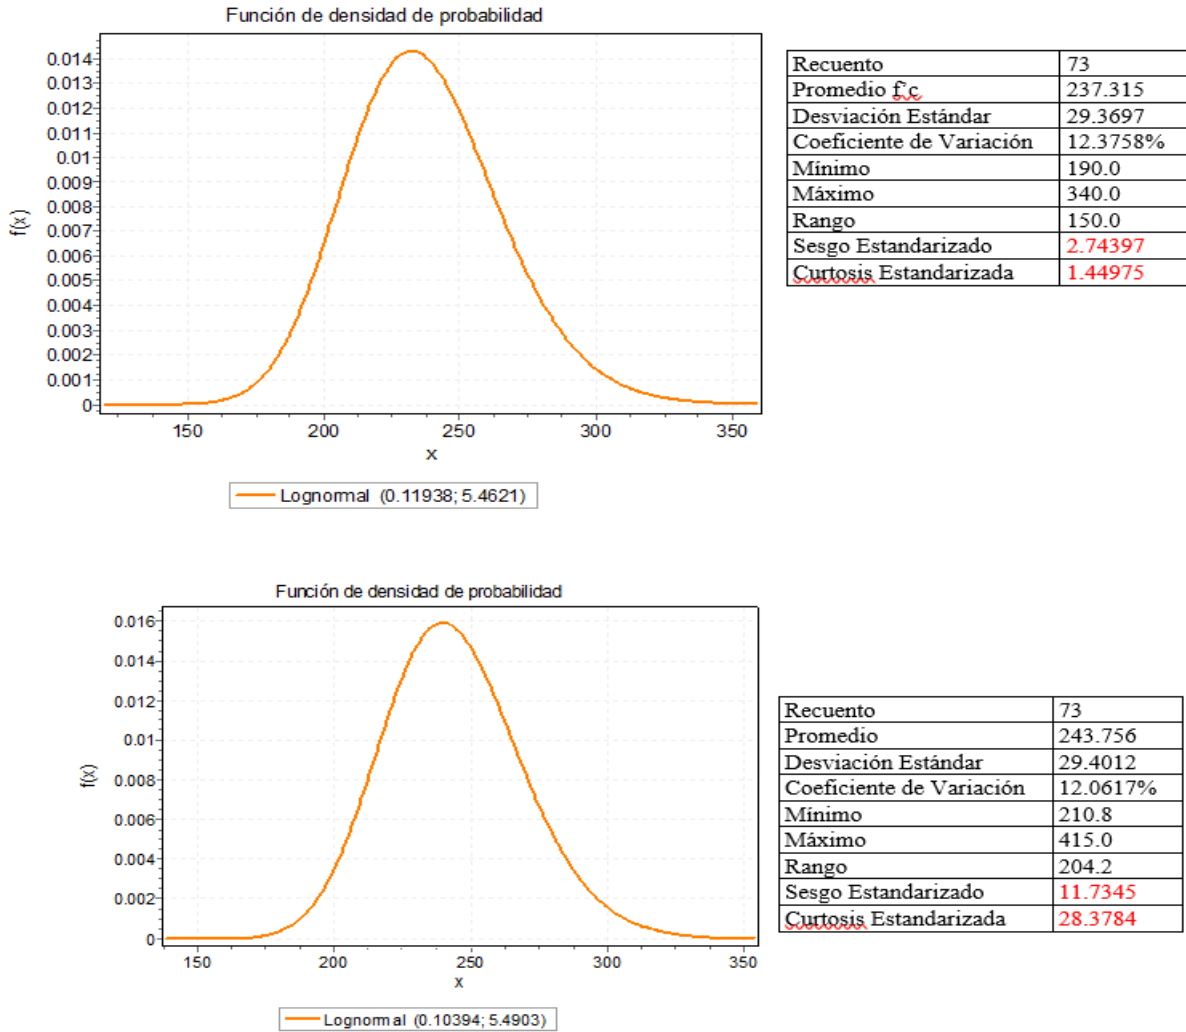 Función de densidad de probabilidad
0.014
0.013
0.012
0.011
0.01
0.009
0.008
0.007
0.006
0.005
0.004
0.003
0.002
0.001
0
f(x)
150 200 250 300 350
x
Lognormal (0.11938; 5.4621)
Recuento 73
Promedio f'c 237.315
Desviación Estándar 29.3697
Coeficiente de Variación 12.3758%
Mínimo 190.0
Máximo 340.0
Rango 150.0
Sesgo Estandarizado 2.74397
Curtosis Estandarizada 1.44975
Función de densidad de probabilidad
0.016
0.014
0.012
0.01
0.008
0.006
0.004
0.002
0
f(x)
150 200 250 300 350
x
Lognormal (0.10394; 5.4903)
Recuento 73
Promedio 243.756
Desviación Estándar 29.4012
Coeficiente de Variación 12.0617%
Mínimo 210.8
Máximo 415.0
Rango 204.2
Sesgo Estandarizado 11.7345
Curtosis Estandarizada 28.3784